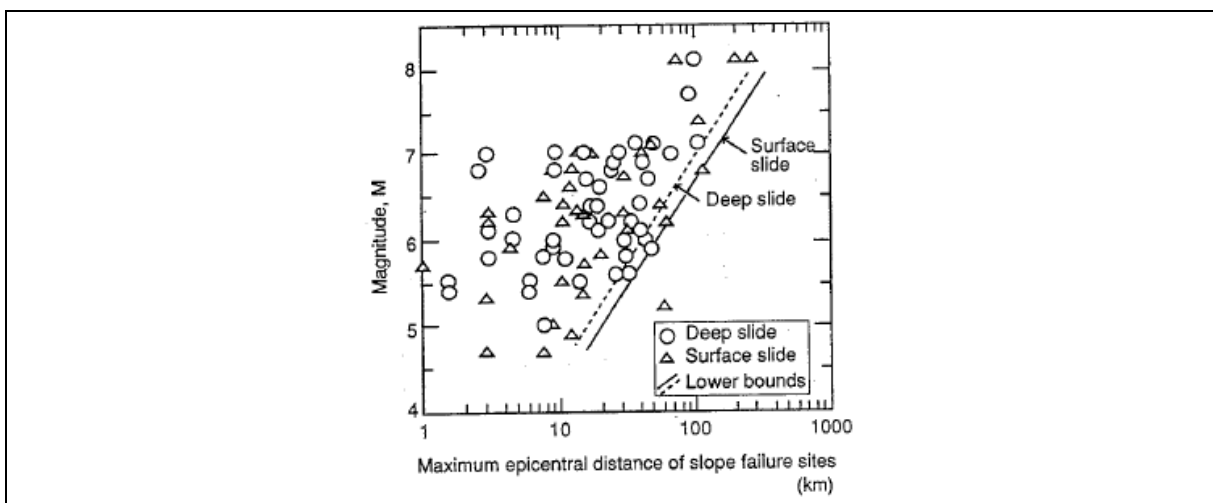 8
7
6
5
4
Magnitude, M
Surface
slide
Deep slide
Deep slide
Surface slide
Lower bounds
1
10
100
1000
Maximum epicentral distance of slope failure sites
(km)